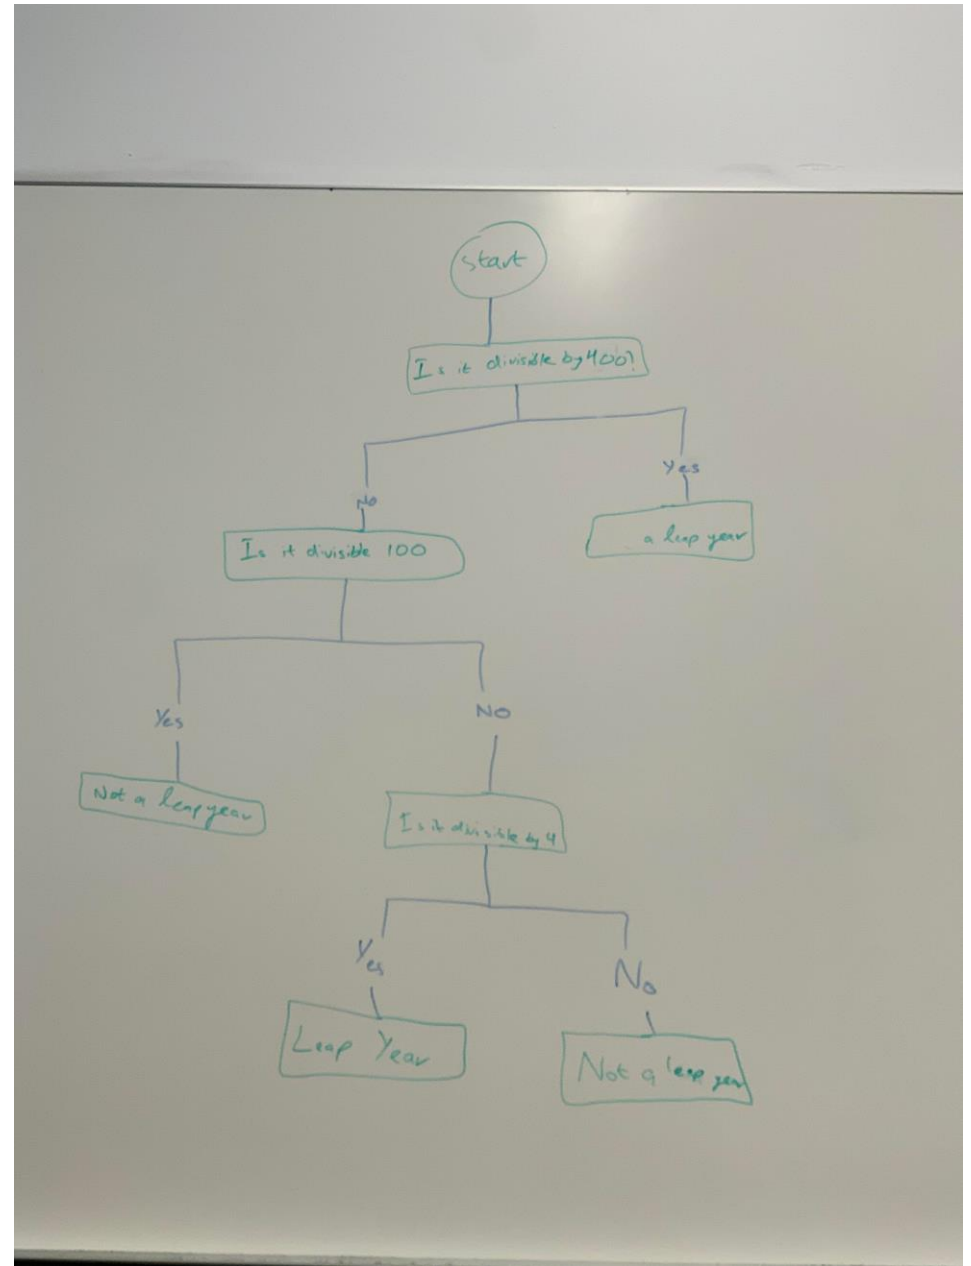 start
Is it divisible by 400?
No
Yes
Is it divisible 100
a leap year
Yes
NO
Not a leap year
Is it divisible by 4
Yes
No
Leap Year
Not a leap year